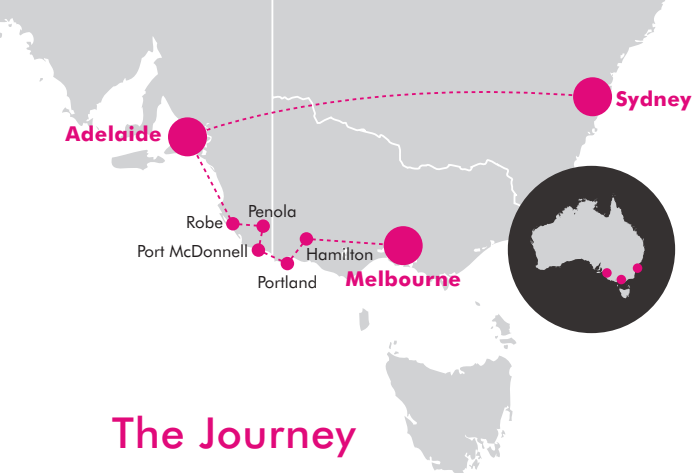 Sydney
Adelaide
Penola
Robe
Port McDonnell
Hamilton
Portland
Melbourne
The Journey